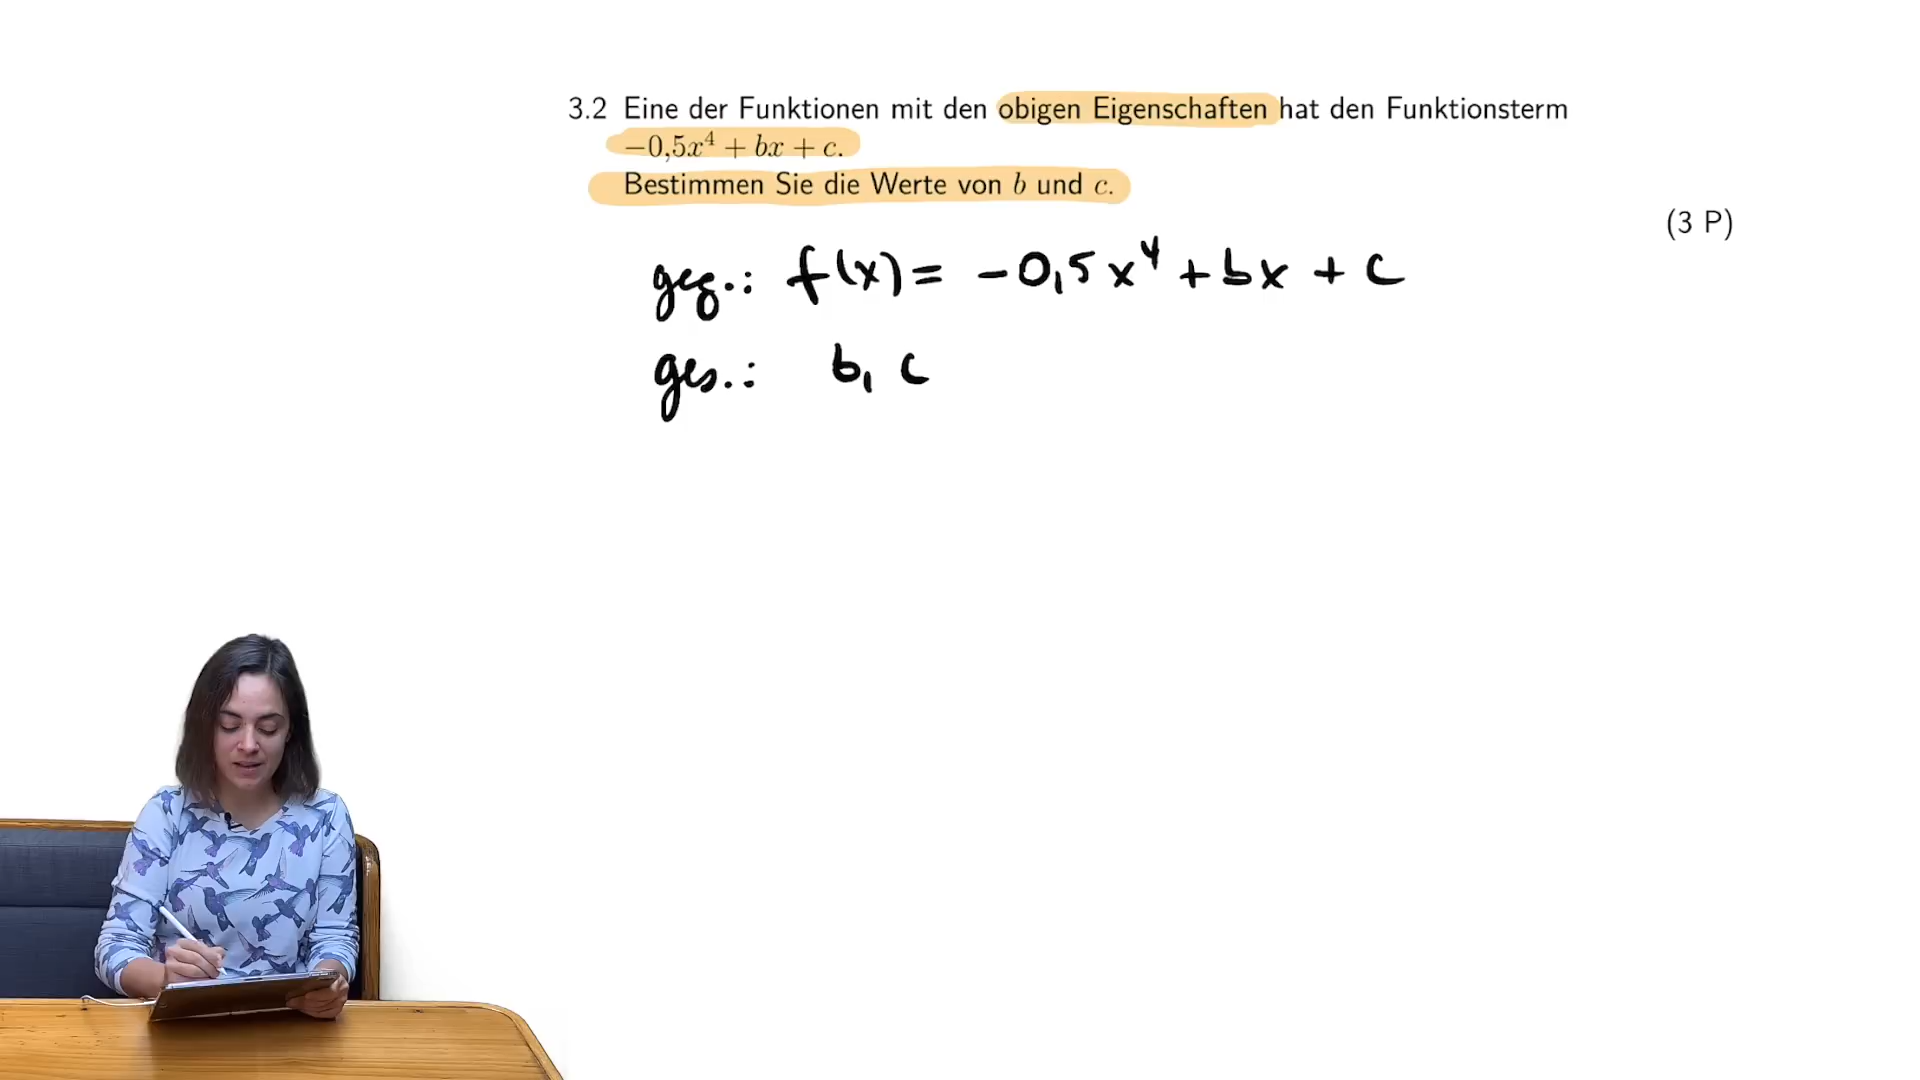 3.2 Eine der Funktionen mit den obigen Eigenschaften hat den Funktionsterm
−0,5x⁴ + bx + c.
Bestimmen Sie die Werte von b und c.
(3 P)
geg.: f(x) = −0,5x⁴ + bx + c
ges.: b, c